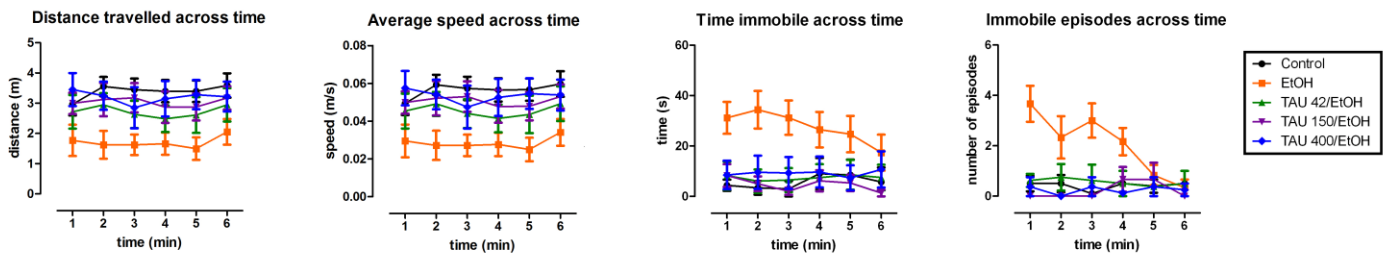 Distance travelled across time
distance (m)
5
4
3
2
1
0
1 2 3 4 5 6
time (min)
Average speed across time
speed (m/s)
0.08
0.06
0.04
0.02
0.00
1 2 3 4 5 6
time (min)
Time immobile across time
time (s)
60
40
20
0
1 2 3 4 5 6
time (min)
Immobile episodes across time
number of episodes
6
4
2
0
1 2 3 4 5 6
time (min)
Control
EtOH
TAU 42/EtOH
TAU 150/EtOH
TAU 400/EtOH